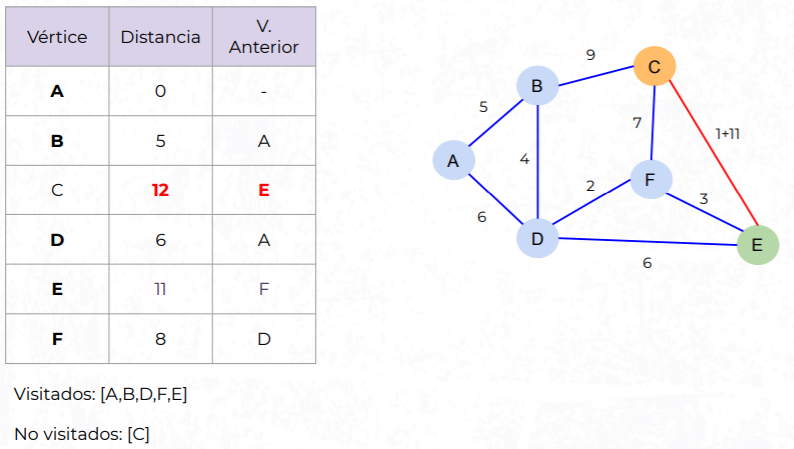 Vértice Distancia V. Anterior
A 0 -
B 5 A
C 12 E
D 6 A
E 11 F
F 8 D
Visitados: [A,B,D,F,E]
No visitados: [C]
9
C
B
5
7
1+11
A
4
2
F
3
6
D
E
6